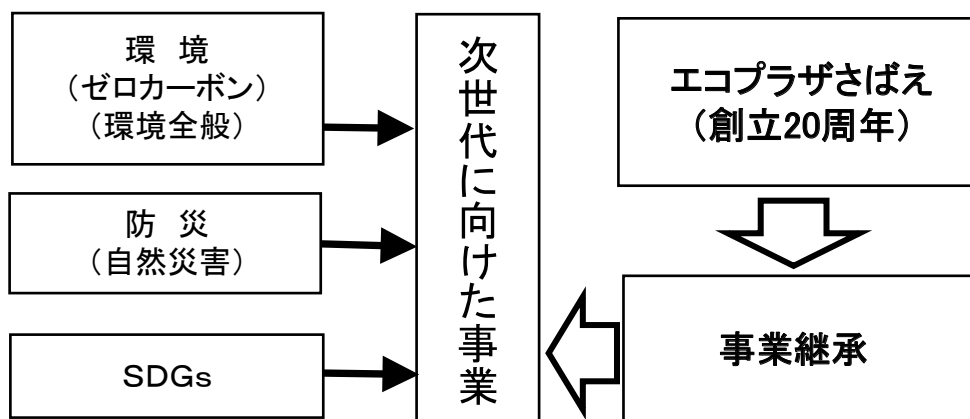 環　境
（ゼロカーボン）
（環境全般）
防　災
（自然災害）
SDGs
次世代に向けた事業
エコプラザさばえ
（創立20周年）
事業継承